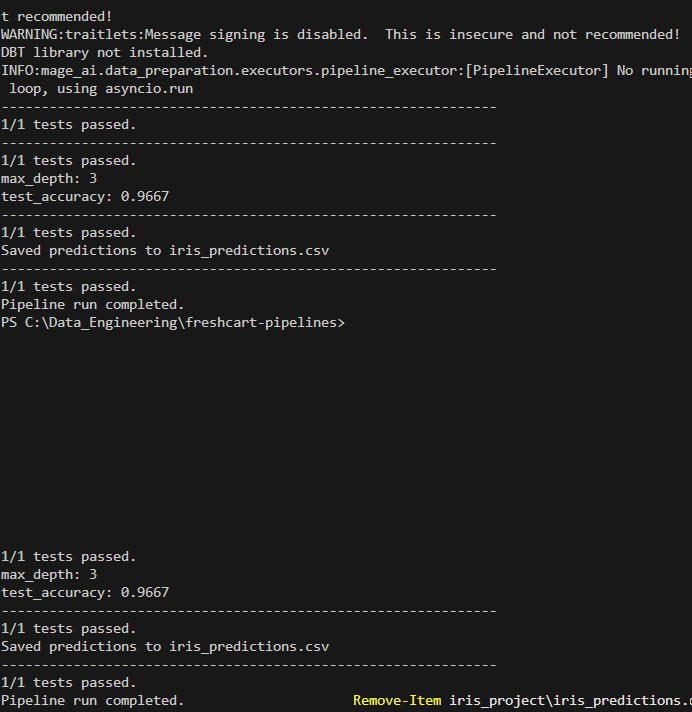 t recommended!
WARNING:traitlets:Message signing is disabled.  This is insecure and not recommended!
DBT library not installed.
INFO:mage_ai.data_preparation.executors.pipeline_executor:[PipelineExecutor] No running
 loop, using asyncio.run
-------------------------------------------------------------
1/1 tests passed.
-------------------------------------------------------------
1/1 tests passed.
max_depth: 3
test_accuracy: 0.9667
-------------------------------------------------------------
1/1 tests passed.
Saved predictions to iris_predictions.csv
-------------------------------------------------------------
1/1 tests passed.
Pipeline run completed.
PS C:\Data_Engineering\freshcart-pipelines>
1/1 tests passed.
max_depth: 3
test_accuracy: 0.9667
-------------------------------------------------------------
1/1 tests passed.
Saved predictions to iris_predictions.csv
-------------------------------------------------------------
1/1 tests passed.
Pipeline run completed. Remove-Item iris_project\iris_predictions.